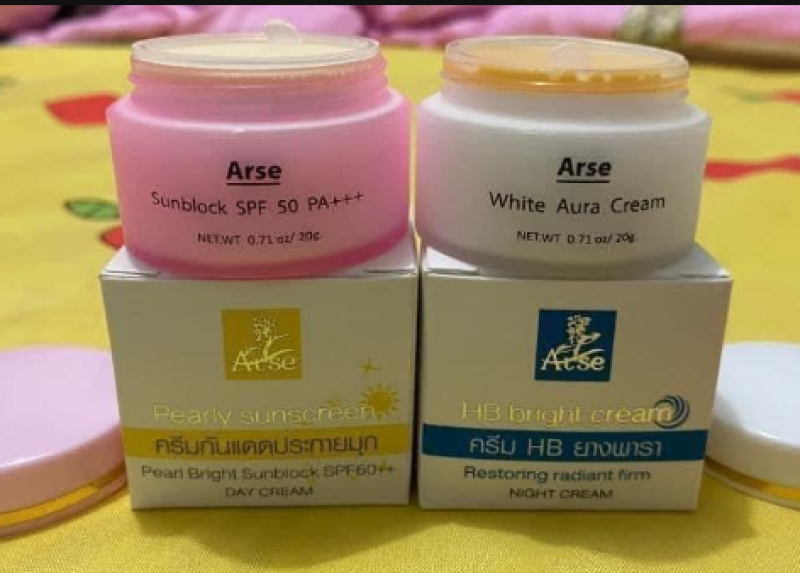 Arse
Sunblock SPF 50 PA+++
NET.WT 0.71 oz/ 20g.
Arse
White Aura Cream
NET.WT 0.71 oz/ 20g.
Arse
Pearly sunscreen
ครีมกันแดดประกายมุก
Pearl Bright Sunblock SPF60++
DAY CREAM
Arse
HB bright cream
ครีม HB ยางพารา
Restoring radiant firm
NIGHT CREAM